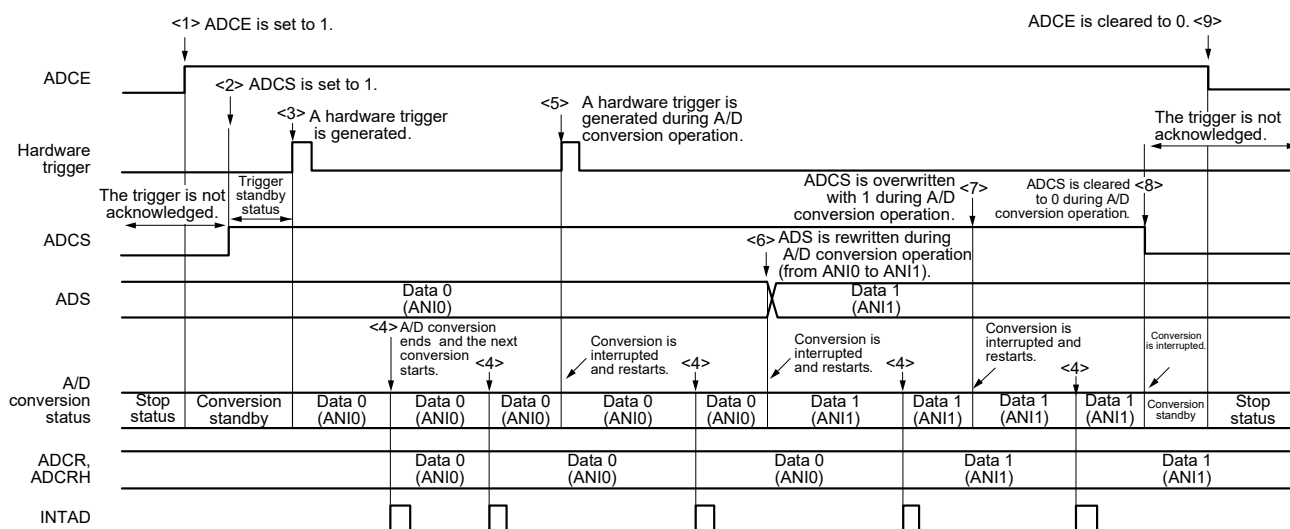 <1> ADCE is set to 1.
ADCE is cleared to 0. <9>
ADCE
<2> ADCS is set to 1.
<3> A hardware trigger
is generated.
<5> A hardware trigger is
generated during A/D
conversion operation.
The trigger is not
acknowledged.
Hardware
trigger
The trigger is not
acknowledged.
Trigger
standby
status
ADCS is overwritten
with 1 during A/D
conversion operation.
<7>
ADCS is cleared
to 0 during A/D
conversion operation.
<8>
ADCS
<6> ADS is rewritten during
A/D conversion operation
(from ANI0 to ANI1).
ADS
Data 0
(ANI0)
Data 1
(ANI1)
<4> A/D conversion
ends and the next
conversion
starts.
<4>
Conversion is
interrupted
and restarts.
<4>
Conversion is
interrupted
and restarts.
<4>
Conversion is
interrupted and
restarts.
<4>
Conversion
is interrupted.
A/D
conversion
status
Stop
status
Conversion
standby
Data 0
(ANI0)
Data 0
(ANI0)
Data 0
(ANI0)
Data 0
(ANI0)
Data 0
(ANI0)
Data 1
(ANI1)
Data 1
(ANI1)
Data 1
(ANI1)
Data 1
(ANI1)
Conversion
standby
Stop
status
ADCR,
ADCRH
Data 0
(ANI0)
Data 0
(ANI0)
Data 0
(ANI0)
Data 1
(ANI1)
Data 1
(ANI1)
INTAD